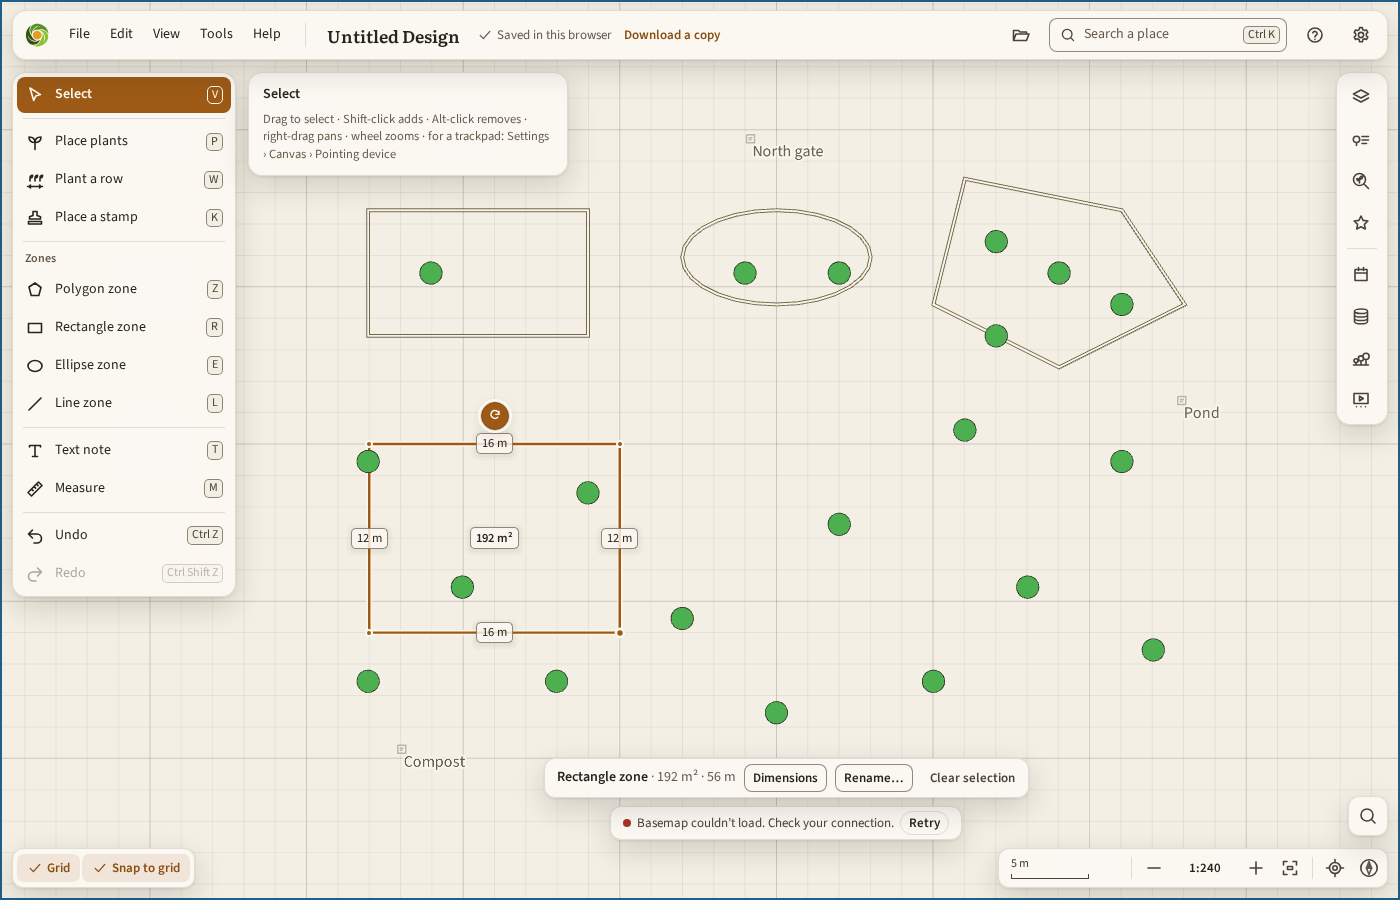 File Edit View Tools Help Untitled Design Saved in this browser Download a copy Search a place Ctrl K
Select V
Place plants P
Plant a row W
Place a stamp K
Zones
Polygon zone Z
Rectangle zone R
Ellipse zone E
Line zone L
Text note T
Measure M
Undo Ctrl Z
Redo Ctrl Shift Z
Select
Drag to select · Shift-click adds · Alt-click removes ·
right-drag pans · wheel zooms · for a trackpad: Settings
› Canvas › Pointing device
North gate
Pond
16 m
12 m 192 m² 12 m
16 m
Compost
Rectangle zone · 192 m² · 56 m Dimensions Rename… Clear selection
Basemap couldn’t load. Check your connection. Retry
Grid Snap to grid
5 m 1:240